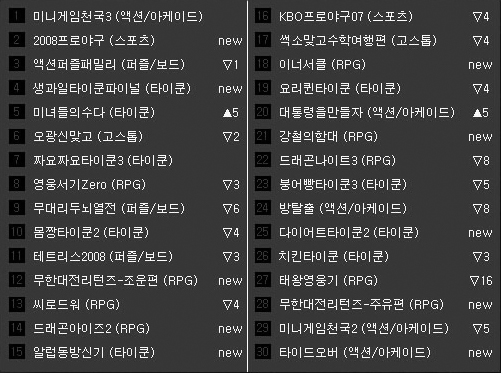 1 미니게임천국3 (액션/아케이드)
2 2008프로야구 (스포츠) new
3 액션퍼즐패밀리 (퍼즐/보드) ▽1
4 생과일타이쿤파이널 (타이쿤) new
5 미녀들의수다 (타이쿤) ▲5
6 오광신맞고 (고스톱) ▽2
7 짜요짜요타이쿤3 (타이쿤)
8 영웅서기Zero (RPG) ▽3
9 무대리두뇌열전 (퍼즐/보드) ▽6
10 몸짱타이쿤2 (타이쿤) ▽4
11 테트리스2008 (퍼즐/보드) ▽3
12 무한대전리턴즈-조운편 (RPG) new
13 씨로드워 (RPG) ▽4
14 드래곤아이즈2 (RPG) new
15 알럽동방신기 (타이쿤) new
16 KBO프로야구07 (스포츠) ▽4
17 썩소맞고수학여행편 (고스톱) ▽4
18 이너서클 (RPG) new
19 요리퀸타이쿤 (타이쿤) ▽4
20 대통령을만들자 (액션/아케이드) ▲5
21 강철의함대 (RPG) new
22 드래곤나이트3 (RPG) ▽8
23 붕어빵타이쿤3 (타이쿤) ▽5
24 방탈출 (액션/아케이드) ▽8
25 다이어트타이쿤2 (타이쿤) new
26 치킨타이쿤 (타이쿤) ▽3
27 태왕영웅기 (RPG) ▽16
28 무한대전리턴즈-주유편 (RPG) new
29 미니게임천국2 (액션/아케이드) ▽5
30 타이드오버 (액션/아케이드) new